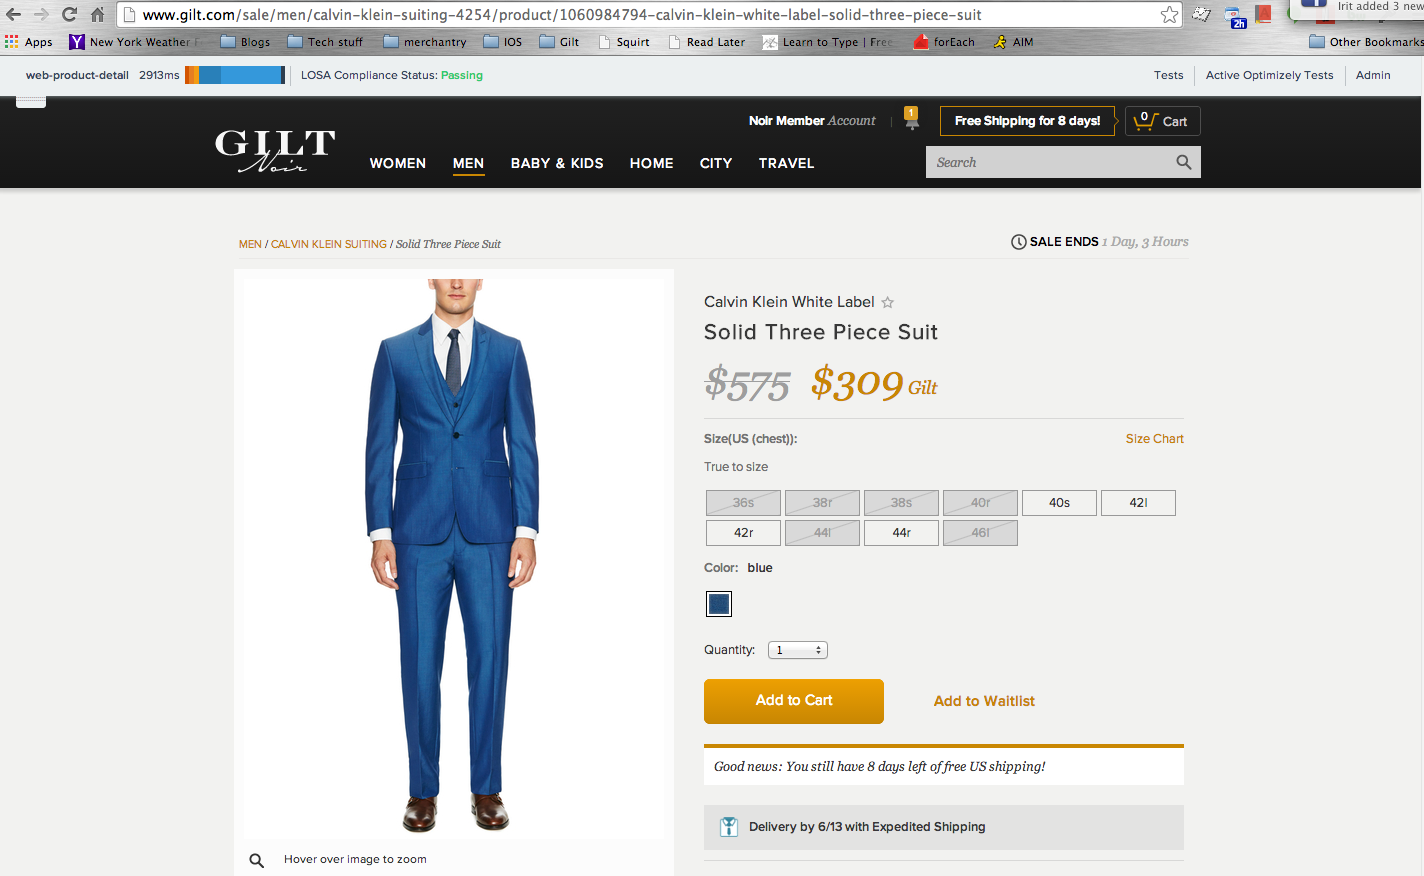 www.gilt.com/sale/men/calvin-klein-suiting-4254/product/1060984794-calvin-klein-white-label-solid-three-piece-suit
2h
Irit added 3 new
Apps New York Weather Blogs Tech stuff merchantry IOS Gilt Squirt Read Later Learn to Type | Free forEach AIM Other Bookmarks
web-product-detail 2913ms LOSA Compliance Status: Passing Tests Active Optimizely Tests Admin
Noir Member Account 1 Free Shipping for 8 days! 0 Cart
GILT
Noir
WOMEN MEN BABY & KIDS HOME CITY TRAVEL Search
MEN / CALVIN KLEIN SUITING / Solid Three Piece Suit SALE ENDS 1 Day, 3 Hours
Calvin Klein White Label
Solid Three Piece Suit
$575 $309 Gilt
Size(US (chest)): Size Chart
True to size
36s 38r 38s 40r 40s 42l
42r 44l 44r 46l
Color: blue
Quantity: 1
Add to Cart Add to Waitlist
Good news: You still have 8 days left of free US shipping!
Delivery by 6/13 with Expedited Shipping
Hover over image to zoom